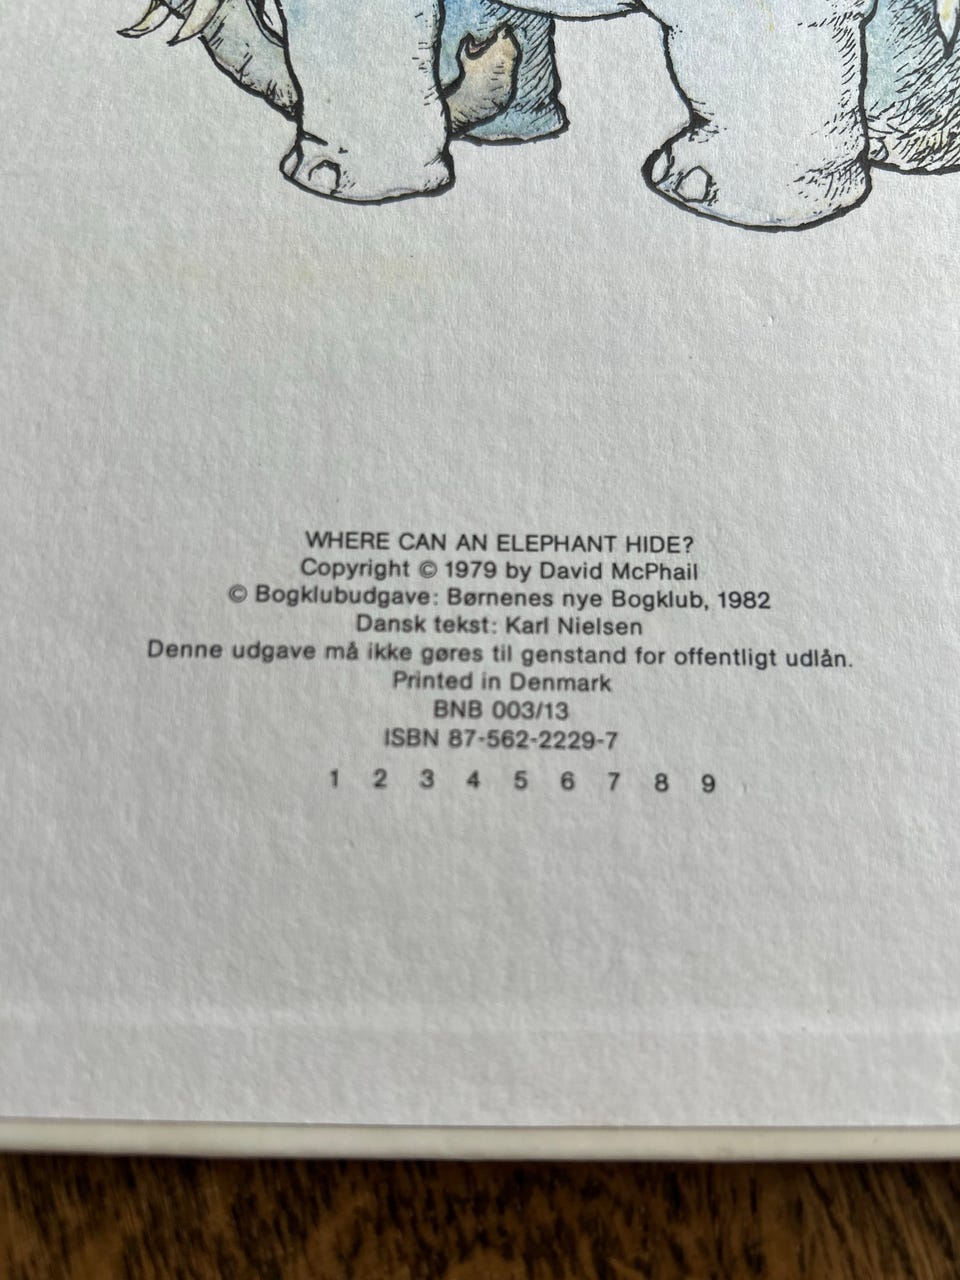 WHERE CAN AN ELEPHANT HIDE?
Copyright © 1979 by David McPhail
© Bogklubudgave: Børnenes nye Bogklub, 1982
Dansk tekst: Karl Nielsen
Denne udgave må ikke gøres til genstand for offentligt udlån.
Printed in Denmark
BNB 003/13
ISBN 87-562-2229-7
1 2 3 4 5 6 7 8 9